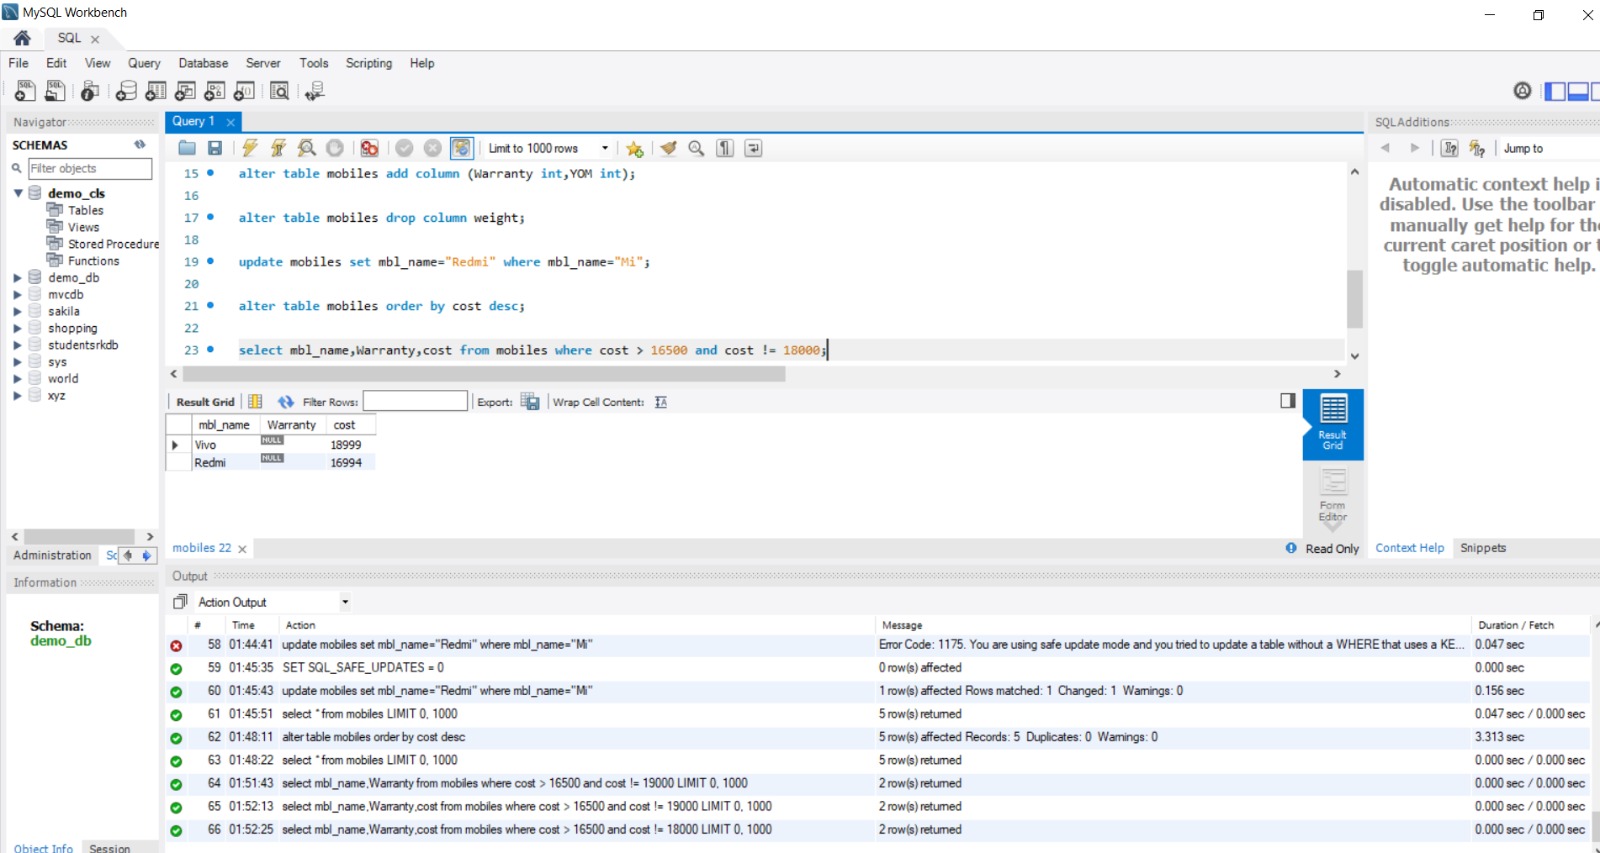 MySQL Workbench
SQL
File Edit View Query Database Server Tools Scripting Help
Navigator
SCHEMAS
Filter objects
demo_cls
Tables
Views
Stored Procedure
Functions
demo_db
mvcdb
sakila
shopping
studentsrkdb
sys
world
xyz
Administration Sc
Information
Schema:
demo_db
Object Info Session
Query 1
Limit to 1000 rows
15 alter table mobiles add column (Warranty int,YOM int);
16
17 alter table mobiles drop column weight;
18
19 update mobiles set mbl_name="Redmi" where mbl_name="Mi";
20
21 alter table mobiles order by cost desc;
22
23 select mbl_name,Warranty,cost from mobiles where cost > 16500 and cost != 18000;
Result Grid Filter Rows: Export: Wrap Cell Content:
mbl_name Warranty cost
Vivo NULL 18999
Redmi NULL 16994
Result
Grid
Form
Editor
mobiles 22
Read Only
SQLAdditions
Jump to
Automatic context help i
disabled. Use the toolbar
manually get help for the
current caret position or t
toggle automatic help.
Context Help Snippets
Output
Action Output
# Time Action Message Duration / Fetch
58 01:44:41 update mobiles set mbl_name="Redmi" where mbl_name="Mi" Error Code: 1175. You are using safe update mode and you tried to update a table without a WHERE that uses a KE... 0.047 sec
59 01:45:35 SET SQL_SAFE_UPDATES = 0 0 row(s) affected 0.000 sec
60 01:45:43 update mobiles set mbl_name="Redmi" where mbl_name="Mi" 1 row(s) affected Rows matched: 1 Changed: 1 Warnings: 0 0.156 sec
61 01:45:51 select * from mobiles LIMIT 0, 1000 5 row(s) returned 0.047 sec / 0.000 sec
62 01:48:11 alter table mobiles order by cost desc 5 row(s) affected Records: 5 Duplicates: 0 Warnings: 0 3.313 sec
63 01:48:22 select * from mobiles LIMIT 0, 1000 5 row(s) returned 0.000 sec / 0.000 sec
64 01:51:43 select mbl_name,Warranty from mobiles where cost > 16500 and cost != 19000 LIMIT 0, 1000 2 row(s) returned 0.000 sec / 0.000 sec
65 01:52:13 select mbl_name,Warranty,cost from mobiles where cost > 16500 and cost != 19000 LIMIT 0, 1000 2 row(s) returned 0.000 sec / 0.000 sec
66 01:52:25 select mbl_name,Warranty,cost from mobiles where cost > 16500 and cost != 18000 LIMIT 0, 1000 2 row(s) returned 0.000 sec / 0.000 sec